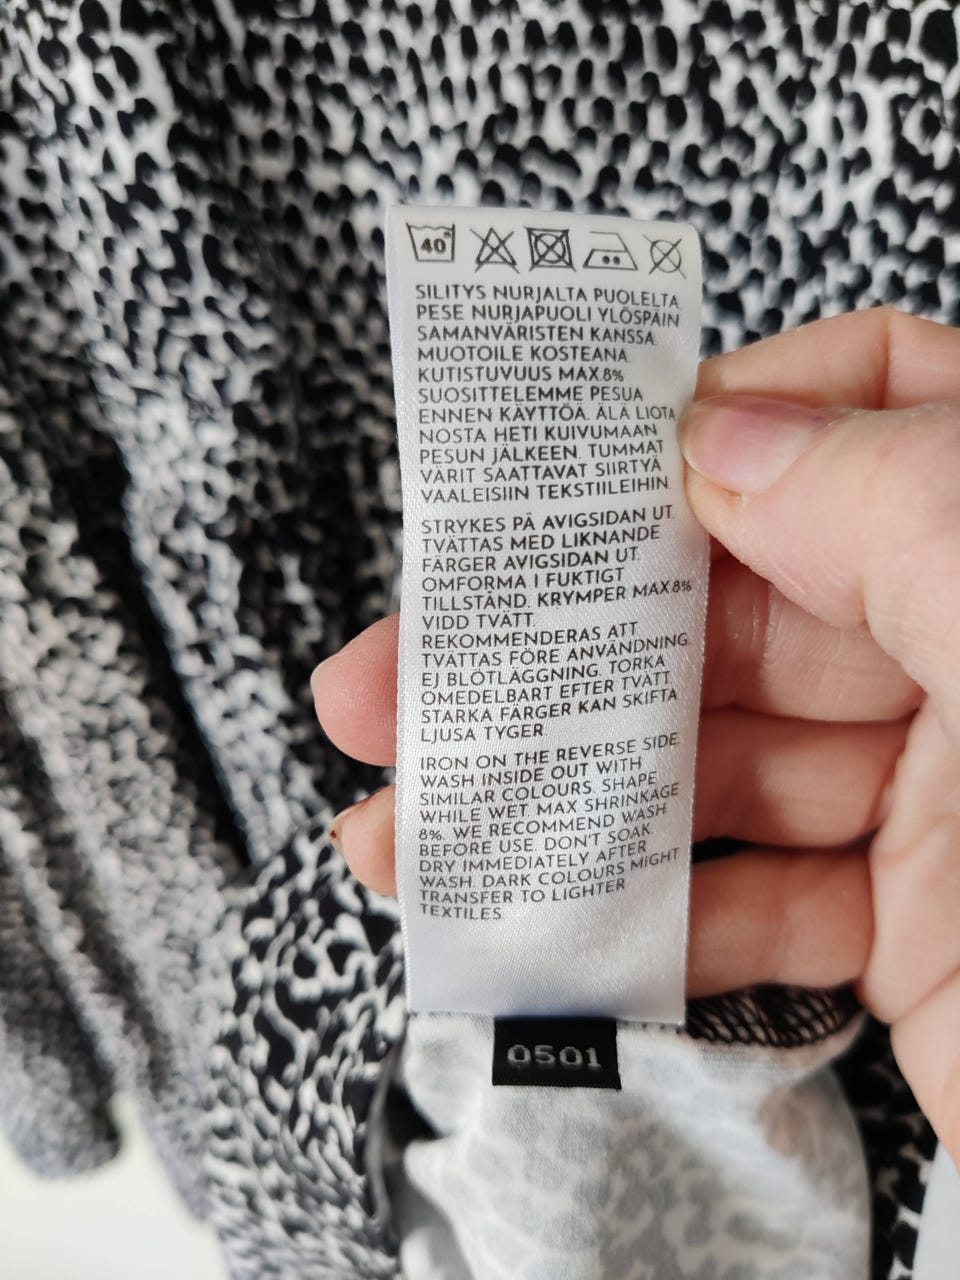 40°
SILITYS NURJALTA PUOLELTA
PESE NURJAPUOLI YLÖSPÄIN
SAMANVÄRISTEN KANSSA
MUOTOILE KOSTEANA
KUTISTUVUUS MAX.8%
SUOSITTELEMME PESUA
ENNEN KÄYTTÖÄ. ÄLÄ LIOTA
NOSTA HETI KUIVUMAAN
PESUN JÄLKEEN. TUMMAT
VÄRIT SAATTAVAT SIIRTYÄ
VAALEISIIN TEKSTIILEIHIN.
STRYKES PÅ AVIGSIDAN UT.
TVÄTTAS MED LIKNANDE
FÄRGER AVIGSIDAN UT.
OMFORMA I FUKTIGT
TILLSTÅND. KRYMPER MAX 8%
VIDD TVÄTT.
REKOMMENDERAS ATT
TVÄTTAS FÖRE ANVÄNDNING.
EJ BLÖTLÄGGNING. TORKA
OMEDELBART EFTER TVÄTT.
STARKA FÄRGER KAN SKIFTA
LJUSA TYGER.
IRON ON THE REVERSE SIDE.
WASH INSIDE OUT WITH
SIMILAR COLOURS. SHAPE
WHILE WET. MAX SHRINKAGE
8%. WE RECOMMEND WASH
BEFORE USE. DON'T SOAK.
DRY IMMEDIATELY AFTER
WASH. DARK COLOURS MIGHT
TRANSFER TO LIGHTER
TEXTILES.
0501